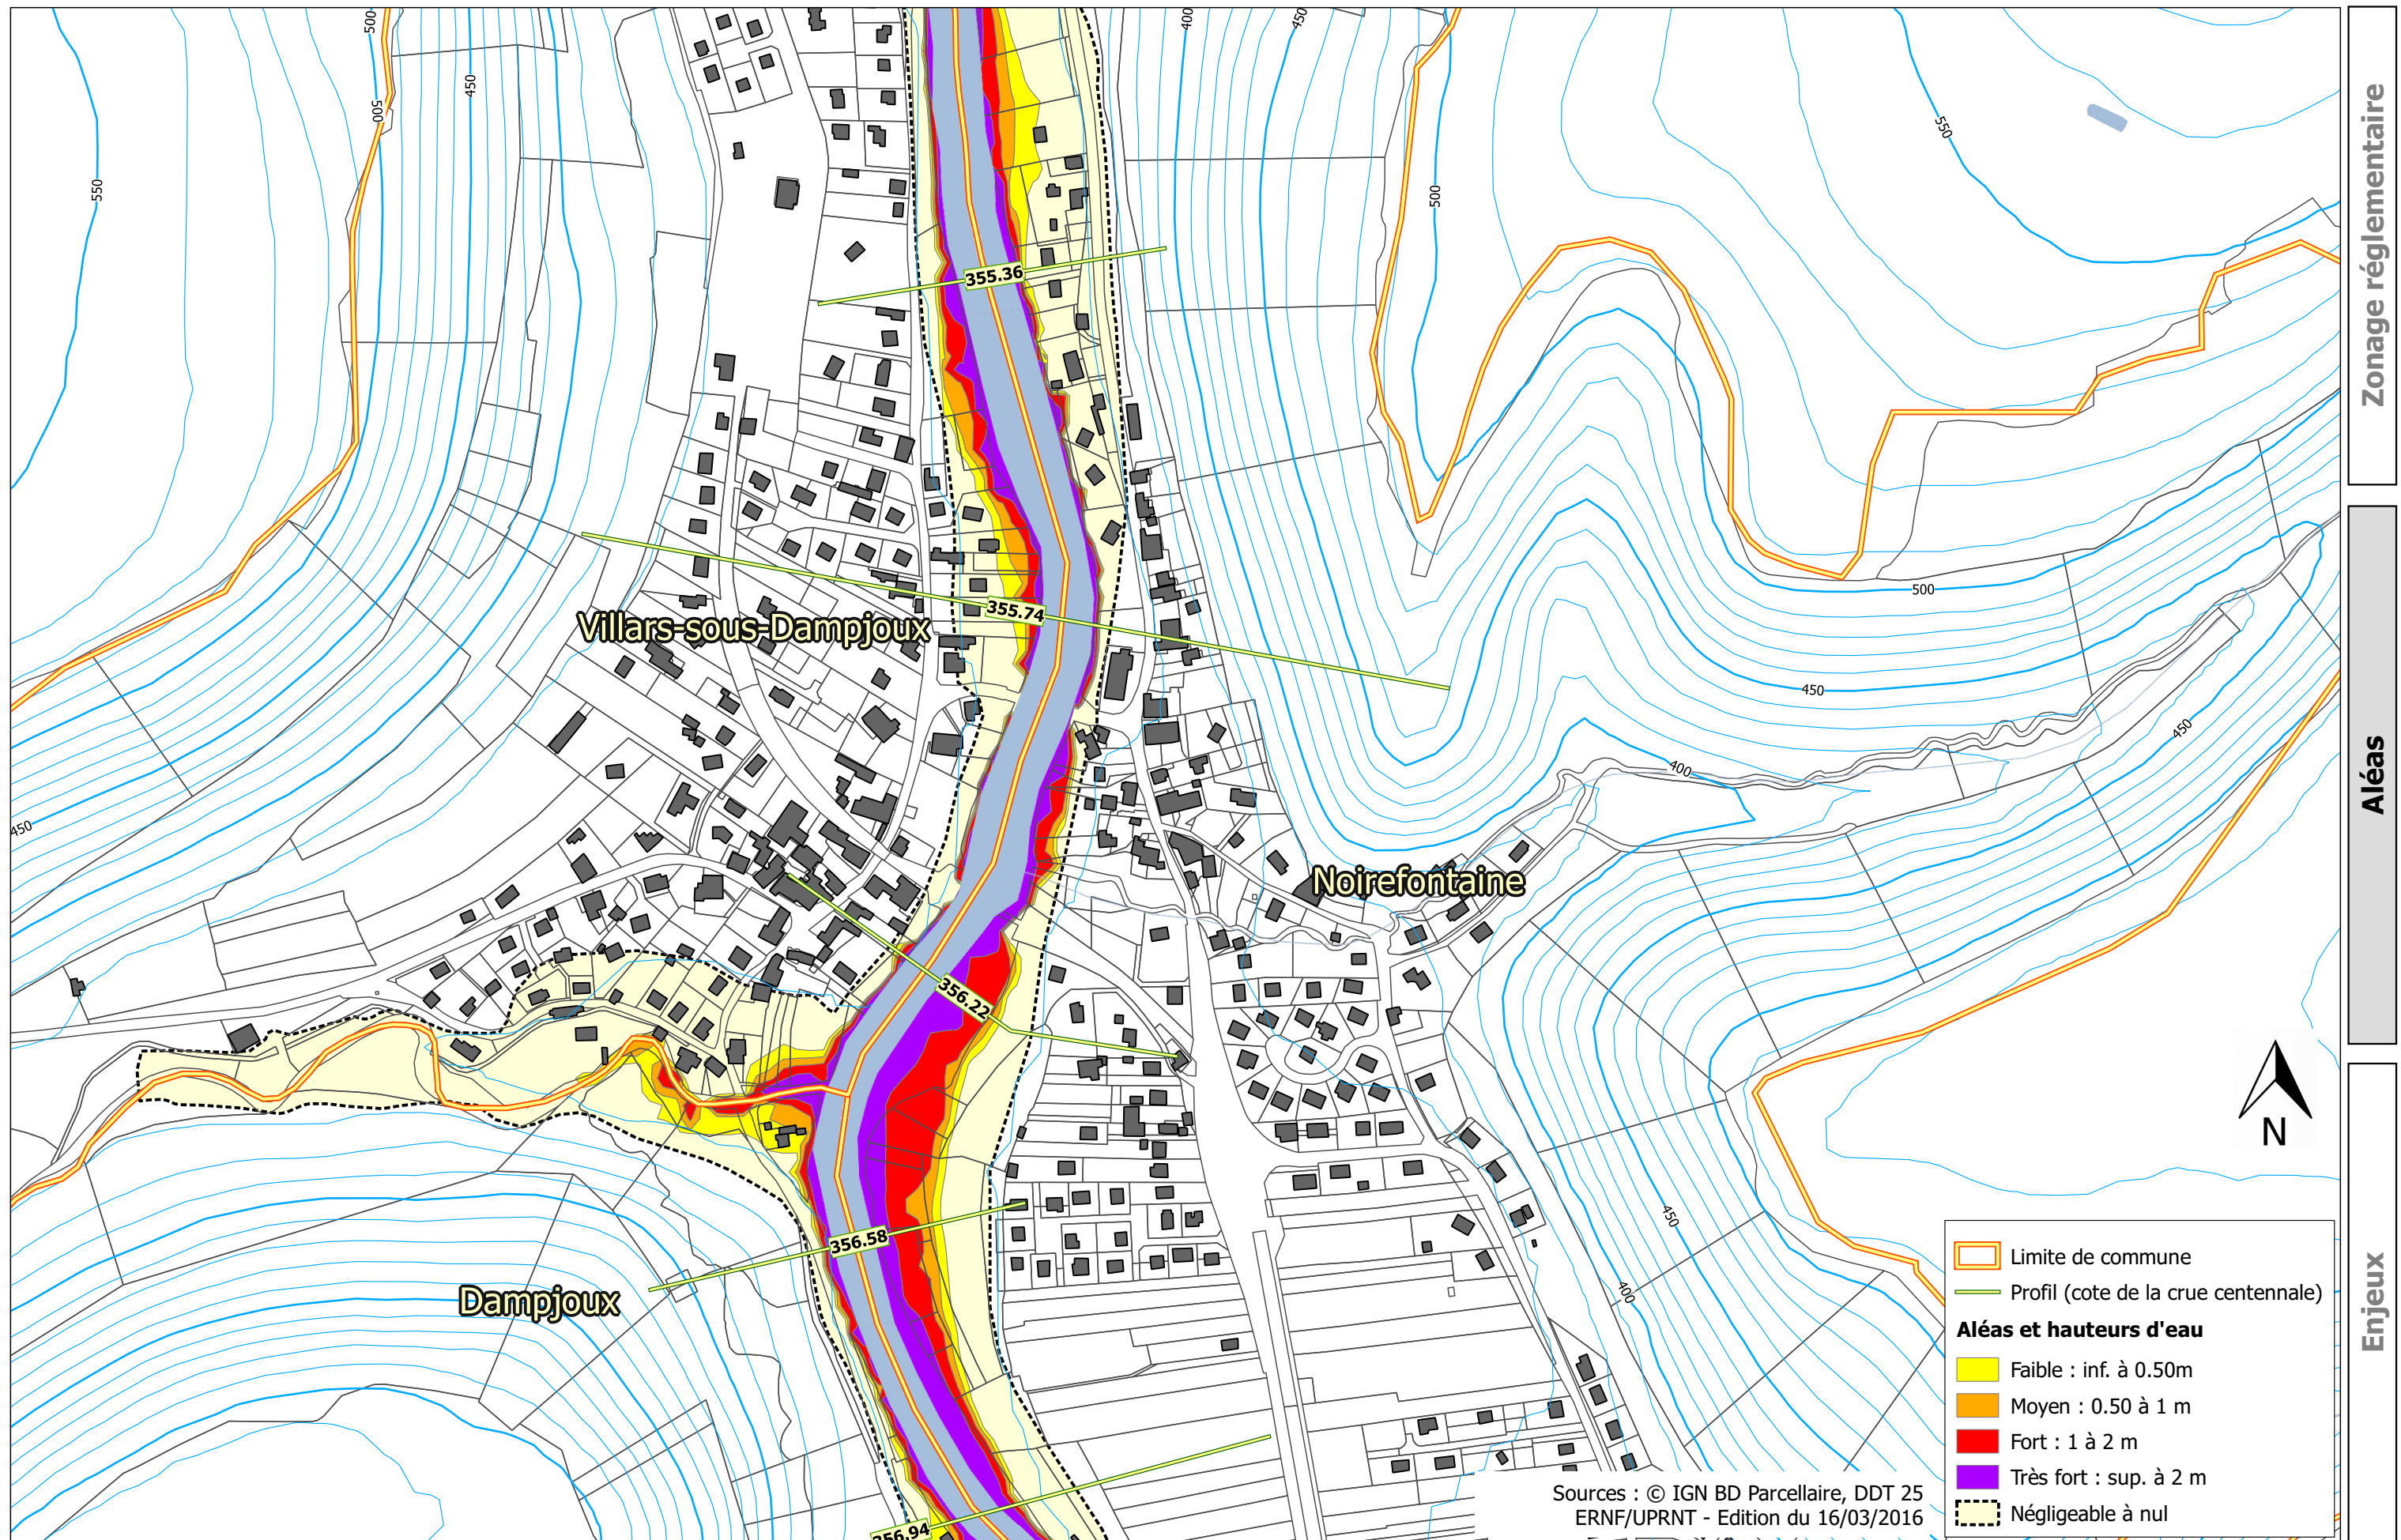 500
450
400
450
500
550
550
500
Zonage réglementaire
355.36
355.74
Villars-sous-Dampjoux
500
450
450
400
450
Aléas
Noirefontaine
356.22
N
450
356.58
400
Dampjoux
Enjeux
356.94
Limite de commune
Profil (cote de la crue centennale)
Aléas et hauteurs d'eau
Faible : inf. à 0.50m
Moyen : 0.50 à 1 m
Fort : 1 à 2 m
Très fort : sup. à 2 m
Négligeable à nul
Sources : © IGN BD Parcellaire, DDT 25
ERNF/UPRNT - Edition du 16/03/2016